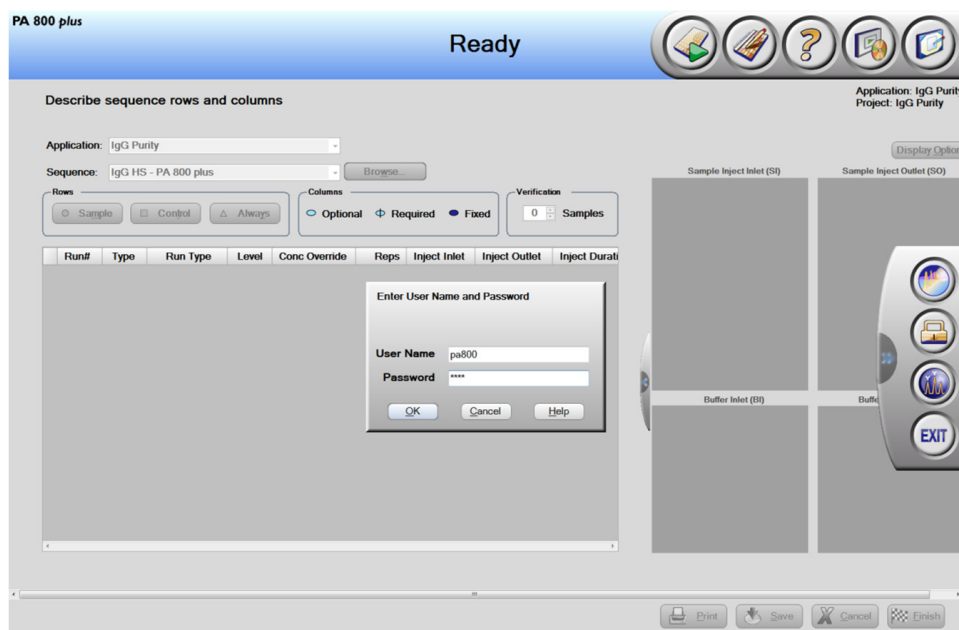 PA 800 plus
Ready
Application: IgG Purity
Project: IgG Purity
Describe sequence rows and columns
Application: IgG Purity
Display Option
Sequence: IgG HS - PA 800 plus Browse...
Sample Inject Inlet (SI) Sample Inject Outlet (SO)
Rows Columns Verification
Sample Control Always Optional Required Fixed 0 Samples
Run# Type Run Type Level Conc Override Reps Inject Inlet Inject Outlet Inject Durati
Enter User Name and Password
User Name pa800
Password ****
OK Cancel Help
Buffer Inlet (BI) Buffe
EXIT
Print Save Cancel Finish